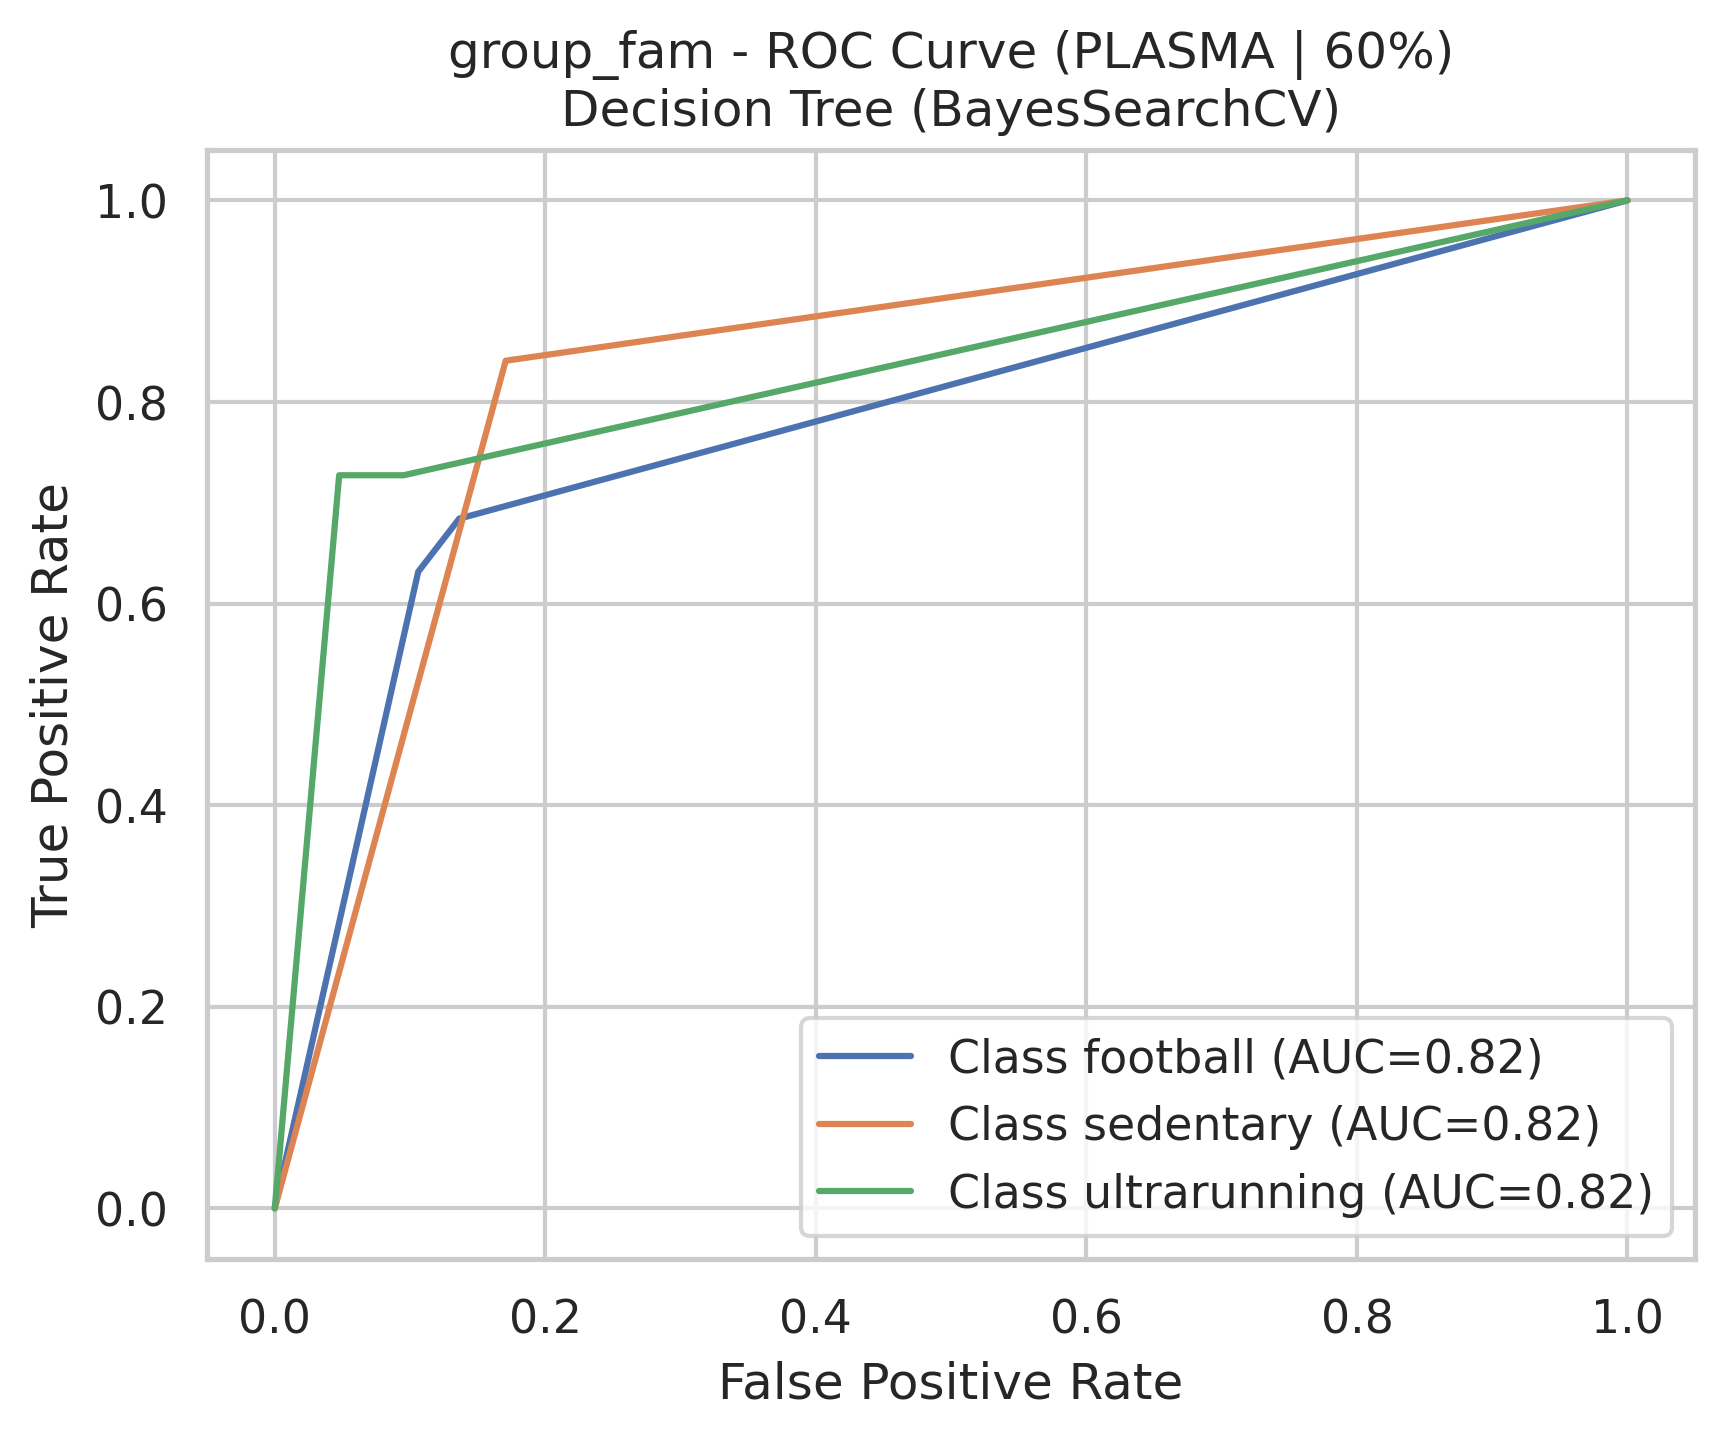 group_fam - ROC Curve (PLASMA | 60%)
Decision Tree (BayesSearchCV)
1.0
0.8
0.6
0.4
0.2
0.0
True Positive Rate
Class football (AUC=0.82)
Class sedentary (AUC=0.82)
Class ultrarunning (AUC=0.82)
0.0 0.2 0.4 0.6 0.8 1.0
False Positive Rate